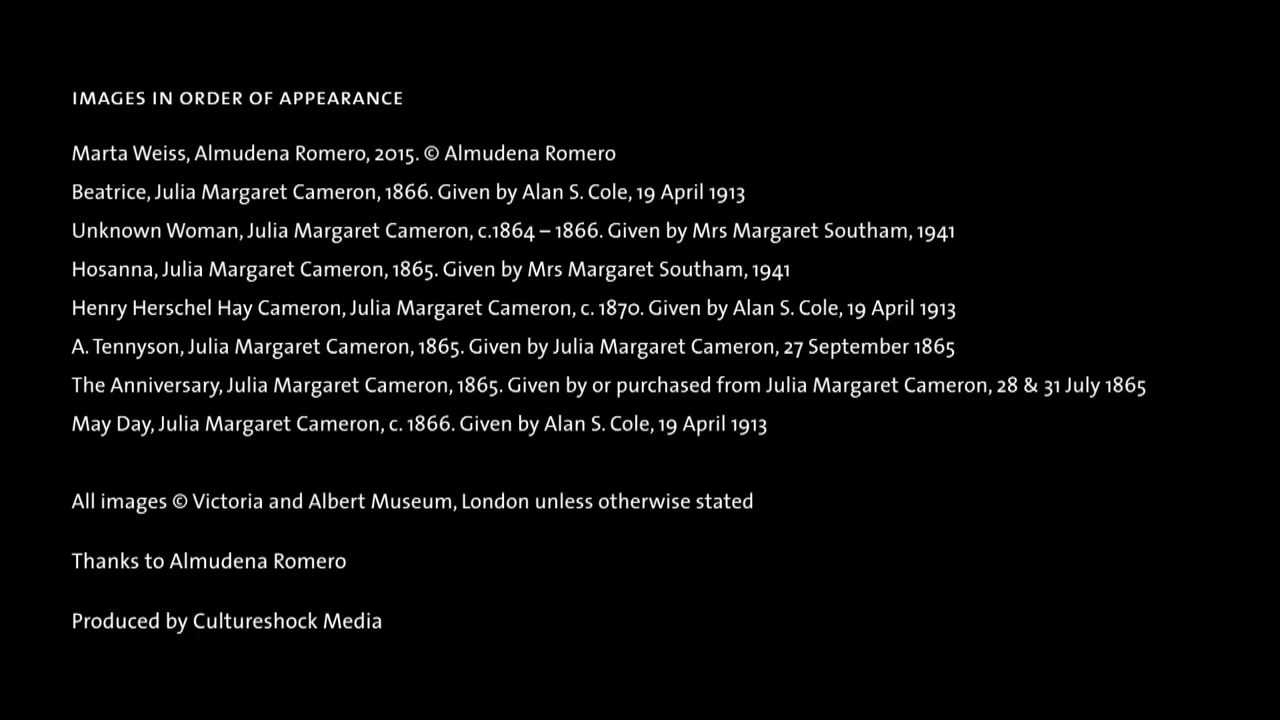 IMAGES IN ORDER OF APPEARANCE
Marta Weiss, Almudena Romero, 2015. © Almudena Romero
Beatrice, Julia Margaret Cameron, 1866. Given by Alan S. Cole, 19 April 1913
Unknown Woman, Julia Margaret Cameron, c.1864 – 1866. Given by Mrs Margaret Southam, 1941
Hosanna, Julia Margaret Cameron, 1865. Given by Mrs Margaret Southam, 1941
Henry Herschel Hay Cameron, Julia Margaret Cameron, c. 1870. Given by Alan S. Cole, 19 April 1913
A. Tennyson, Julia Margaret Cameron, 1865. Given by Julia Margaret Cameron, 27 September 1865
The Anniversary, Julia Margaret Cameron, 1865. Given by or purchased from Julia Margaret Cameron, 28 & 31 July 1865
May Day, Julia Margaret Cameron, c. 1866. Given by Alan S. Cole, 19 April 1913
All images © Victoria and Albert Museum, London unless otherwise stated
Thanks to Almudena Romero
Produced by Cultureshock Media